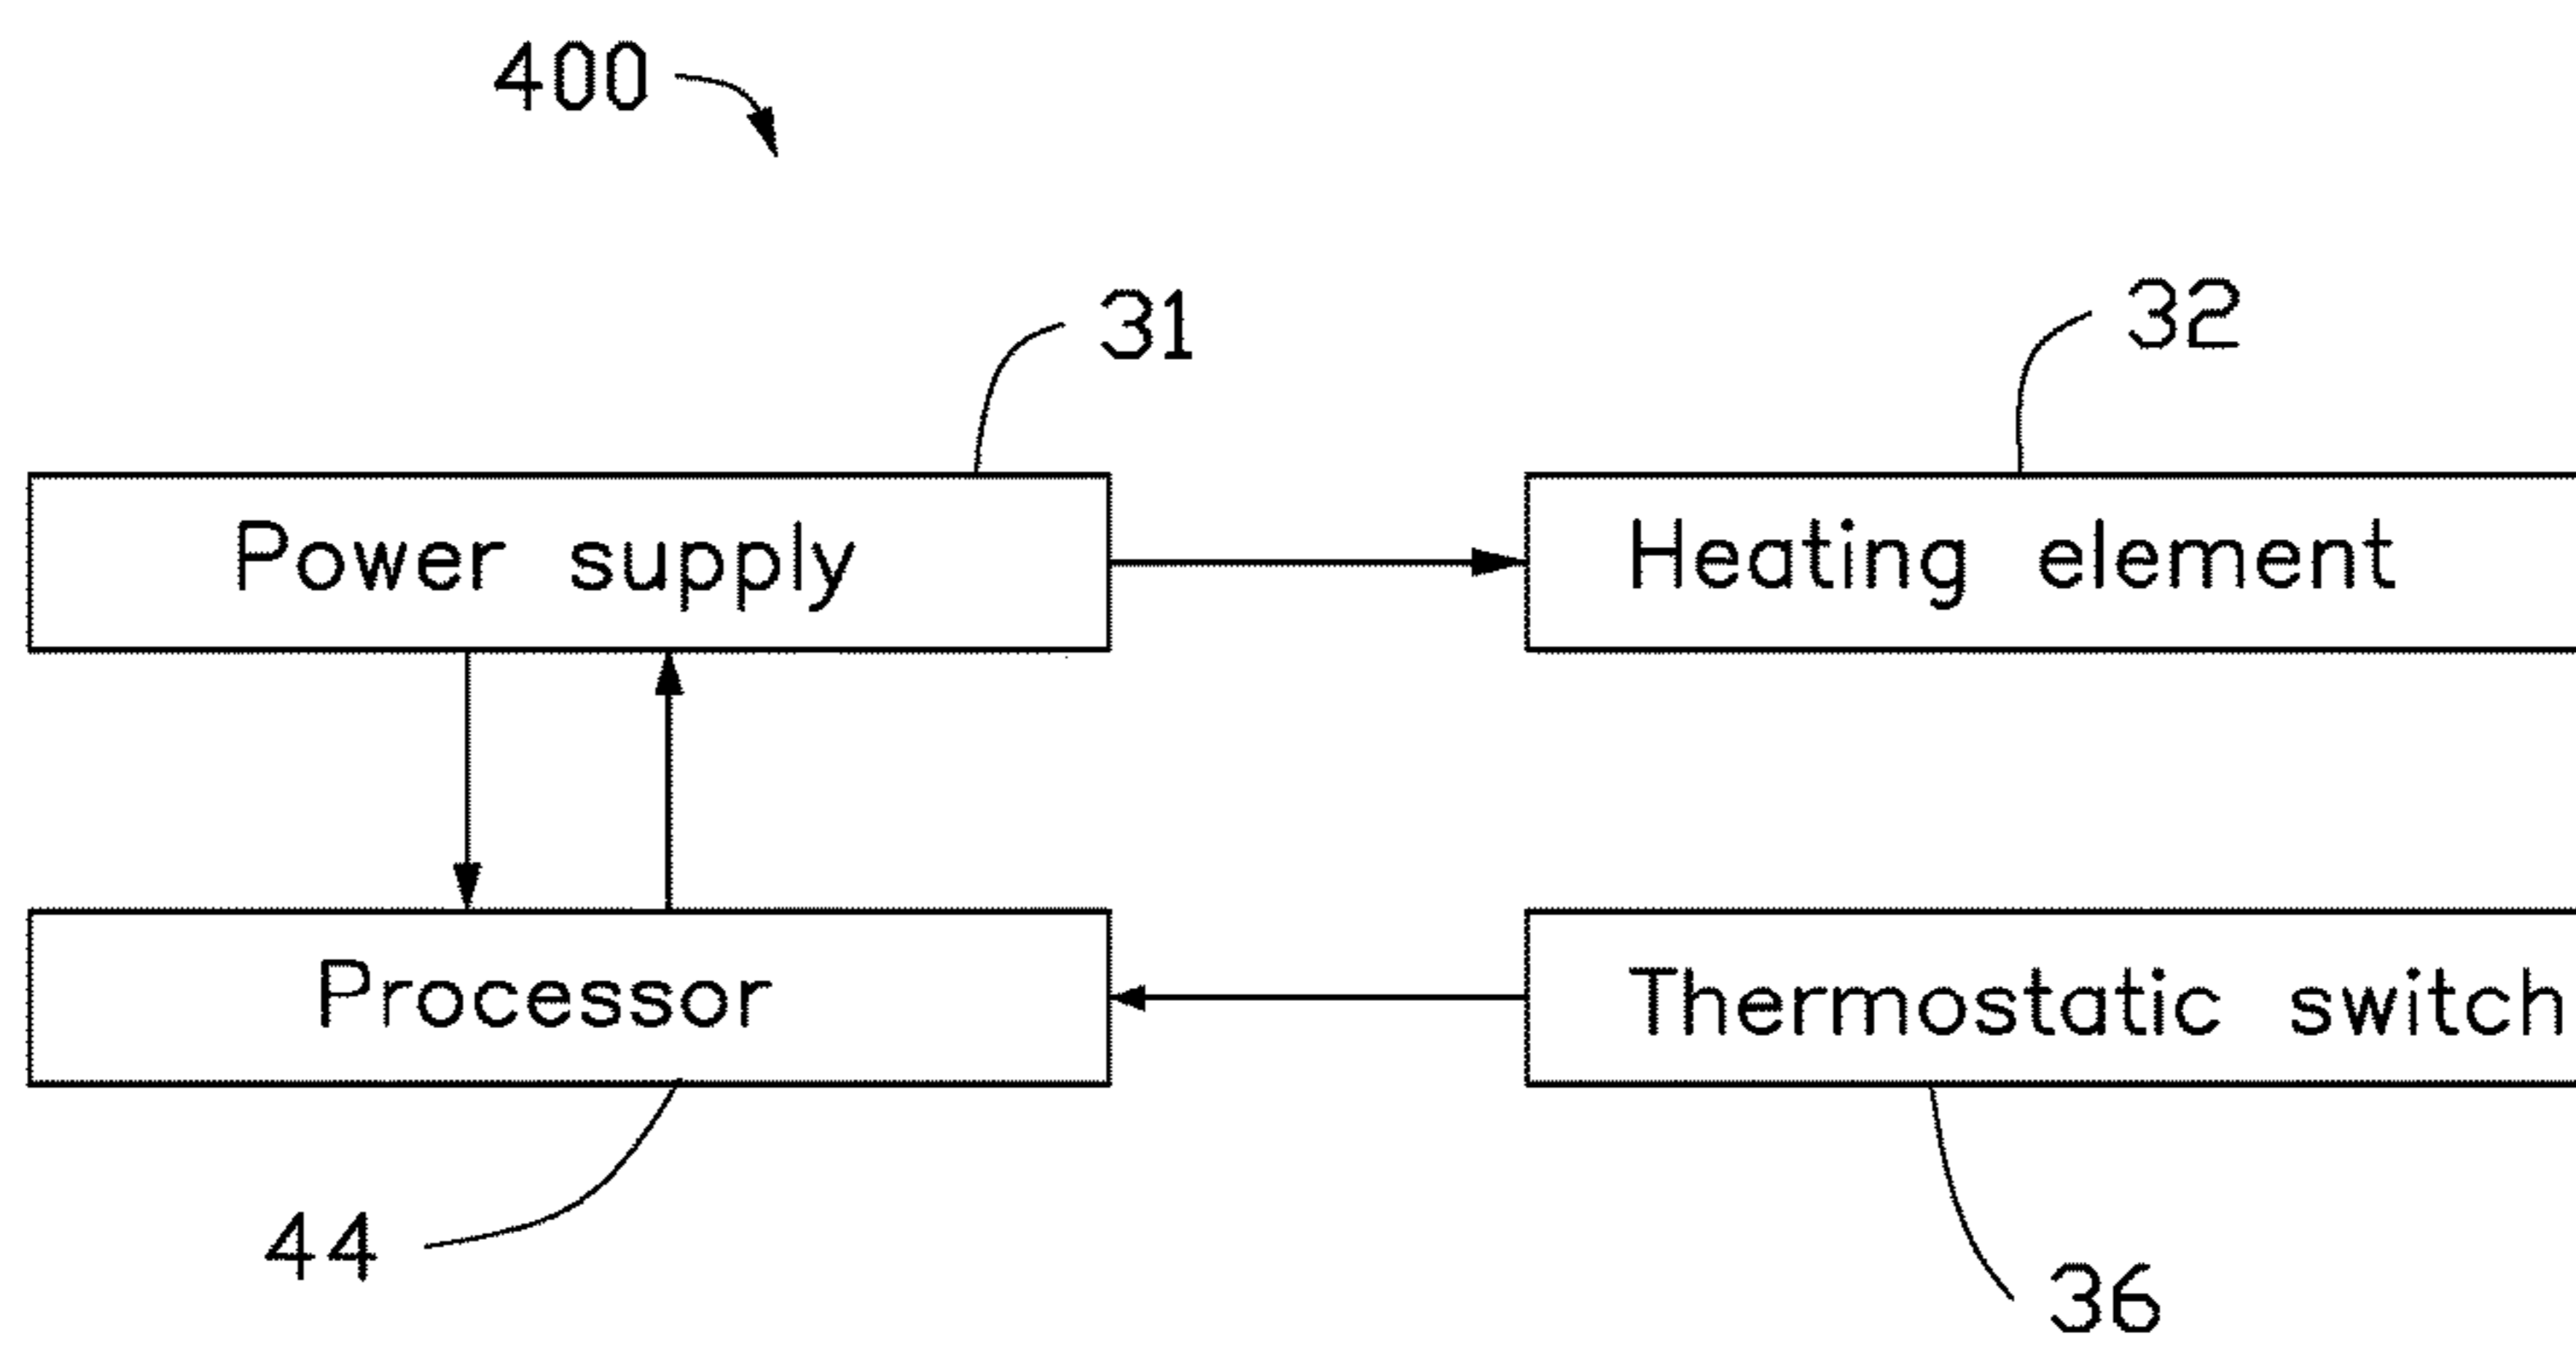 400
31
32
Power supply
Heating element
Processor
Thermostatic switch
44
36